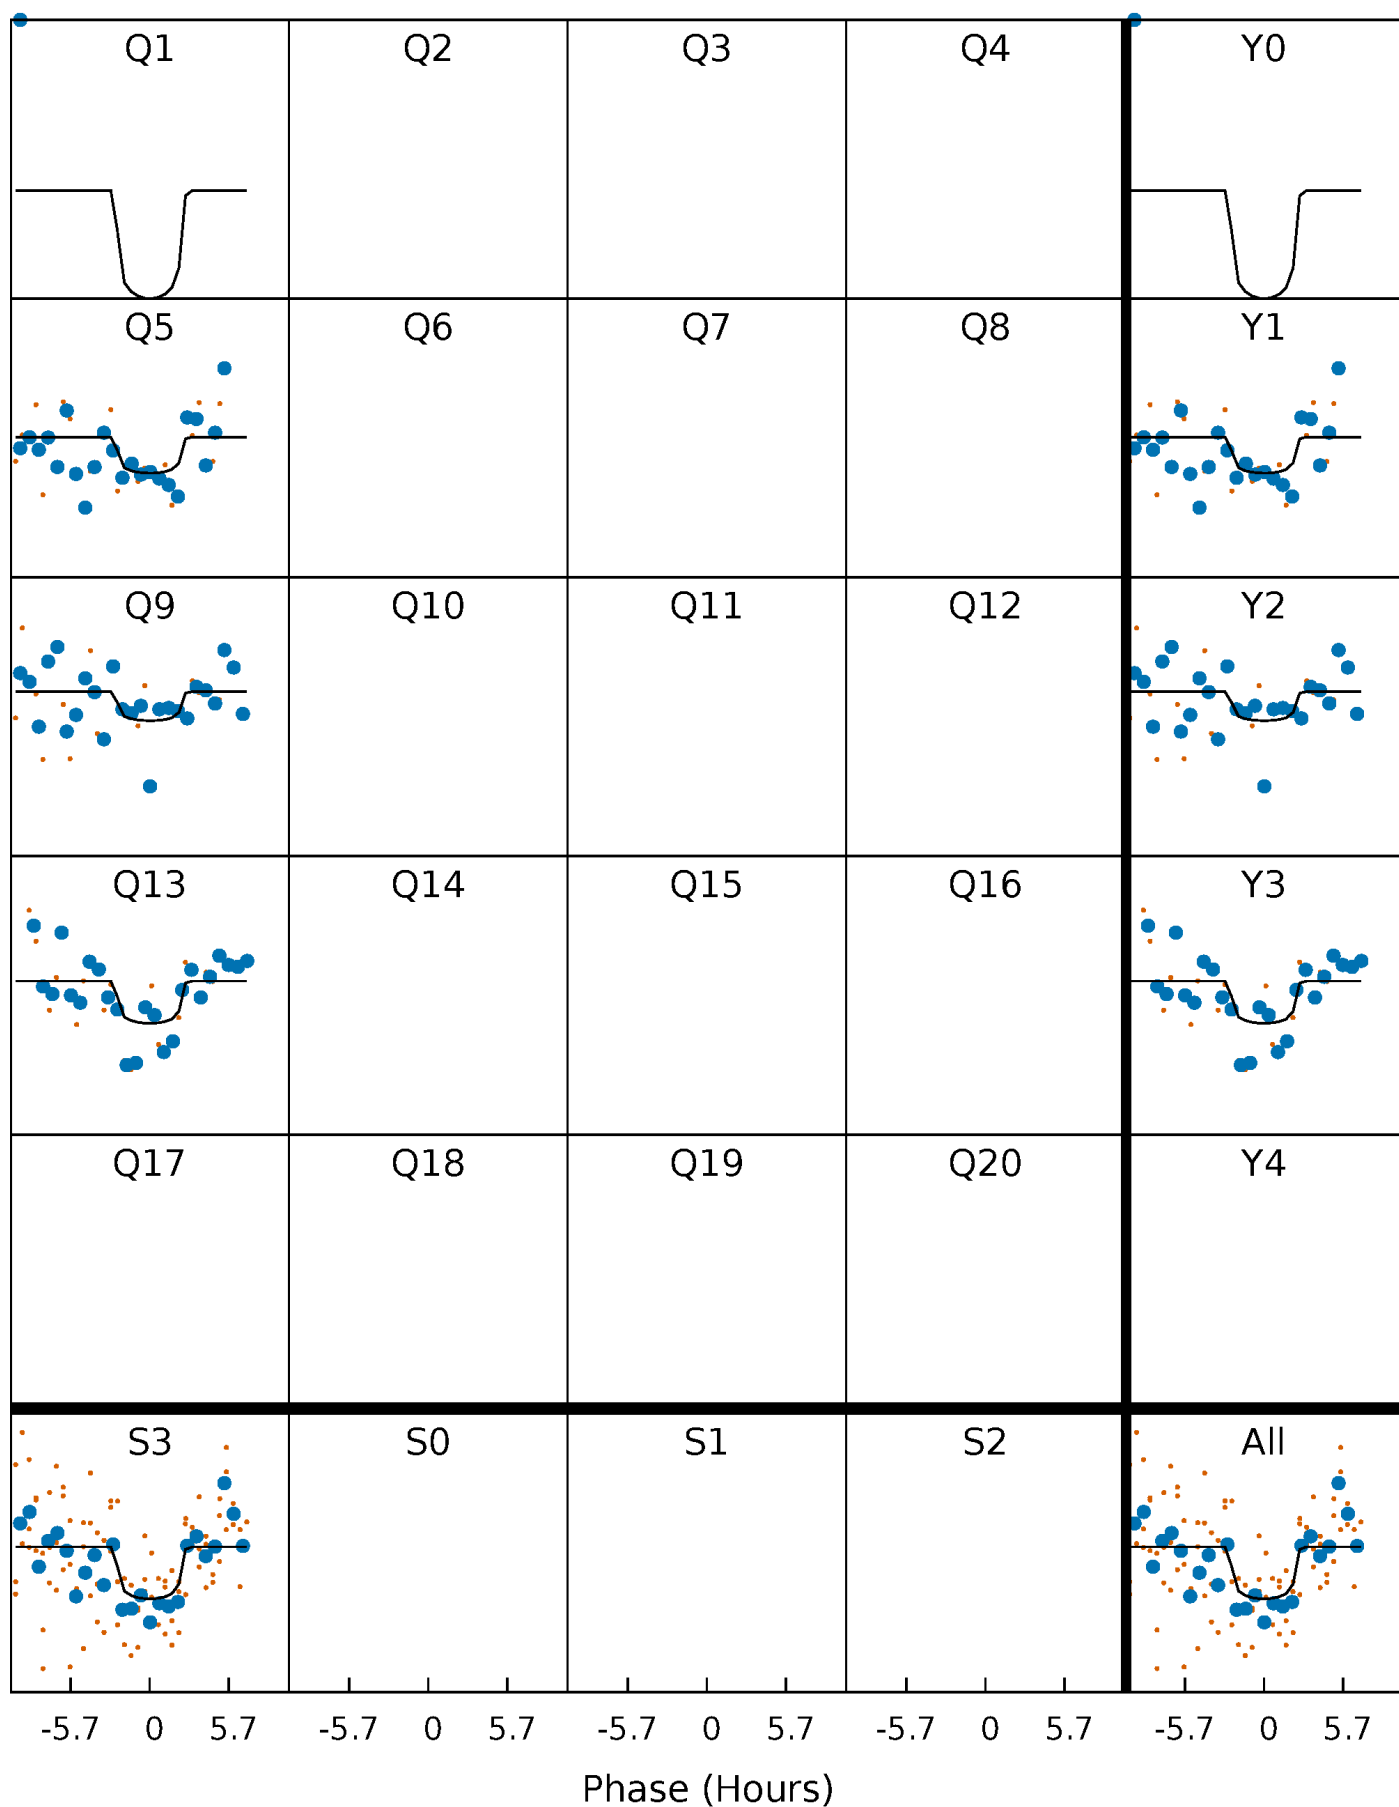 Q1 Q2 Q3 Q4 Y0
Q5 Q6 Q7 Q8 Y1
Q9 Q10 Q11 Q12 Y2
Q13 Q14 Q15 Q16 Y3
Q17 Q18 Q19 Q20 Y4
S3 S0 S1 S2 All
-5.7 0 5.7 -5.7 0 5.7 -5.7 0 5.7 -5.7 0 5.7 -5.7 0 5.7
Phase (Hours)